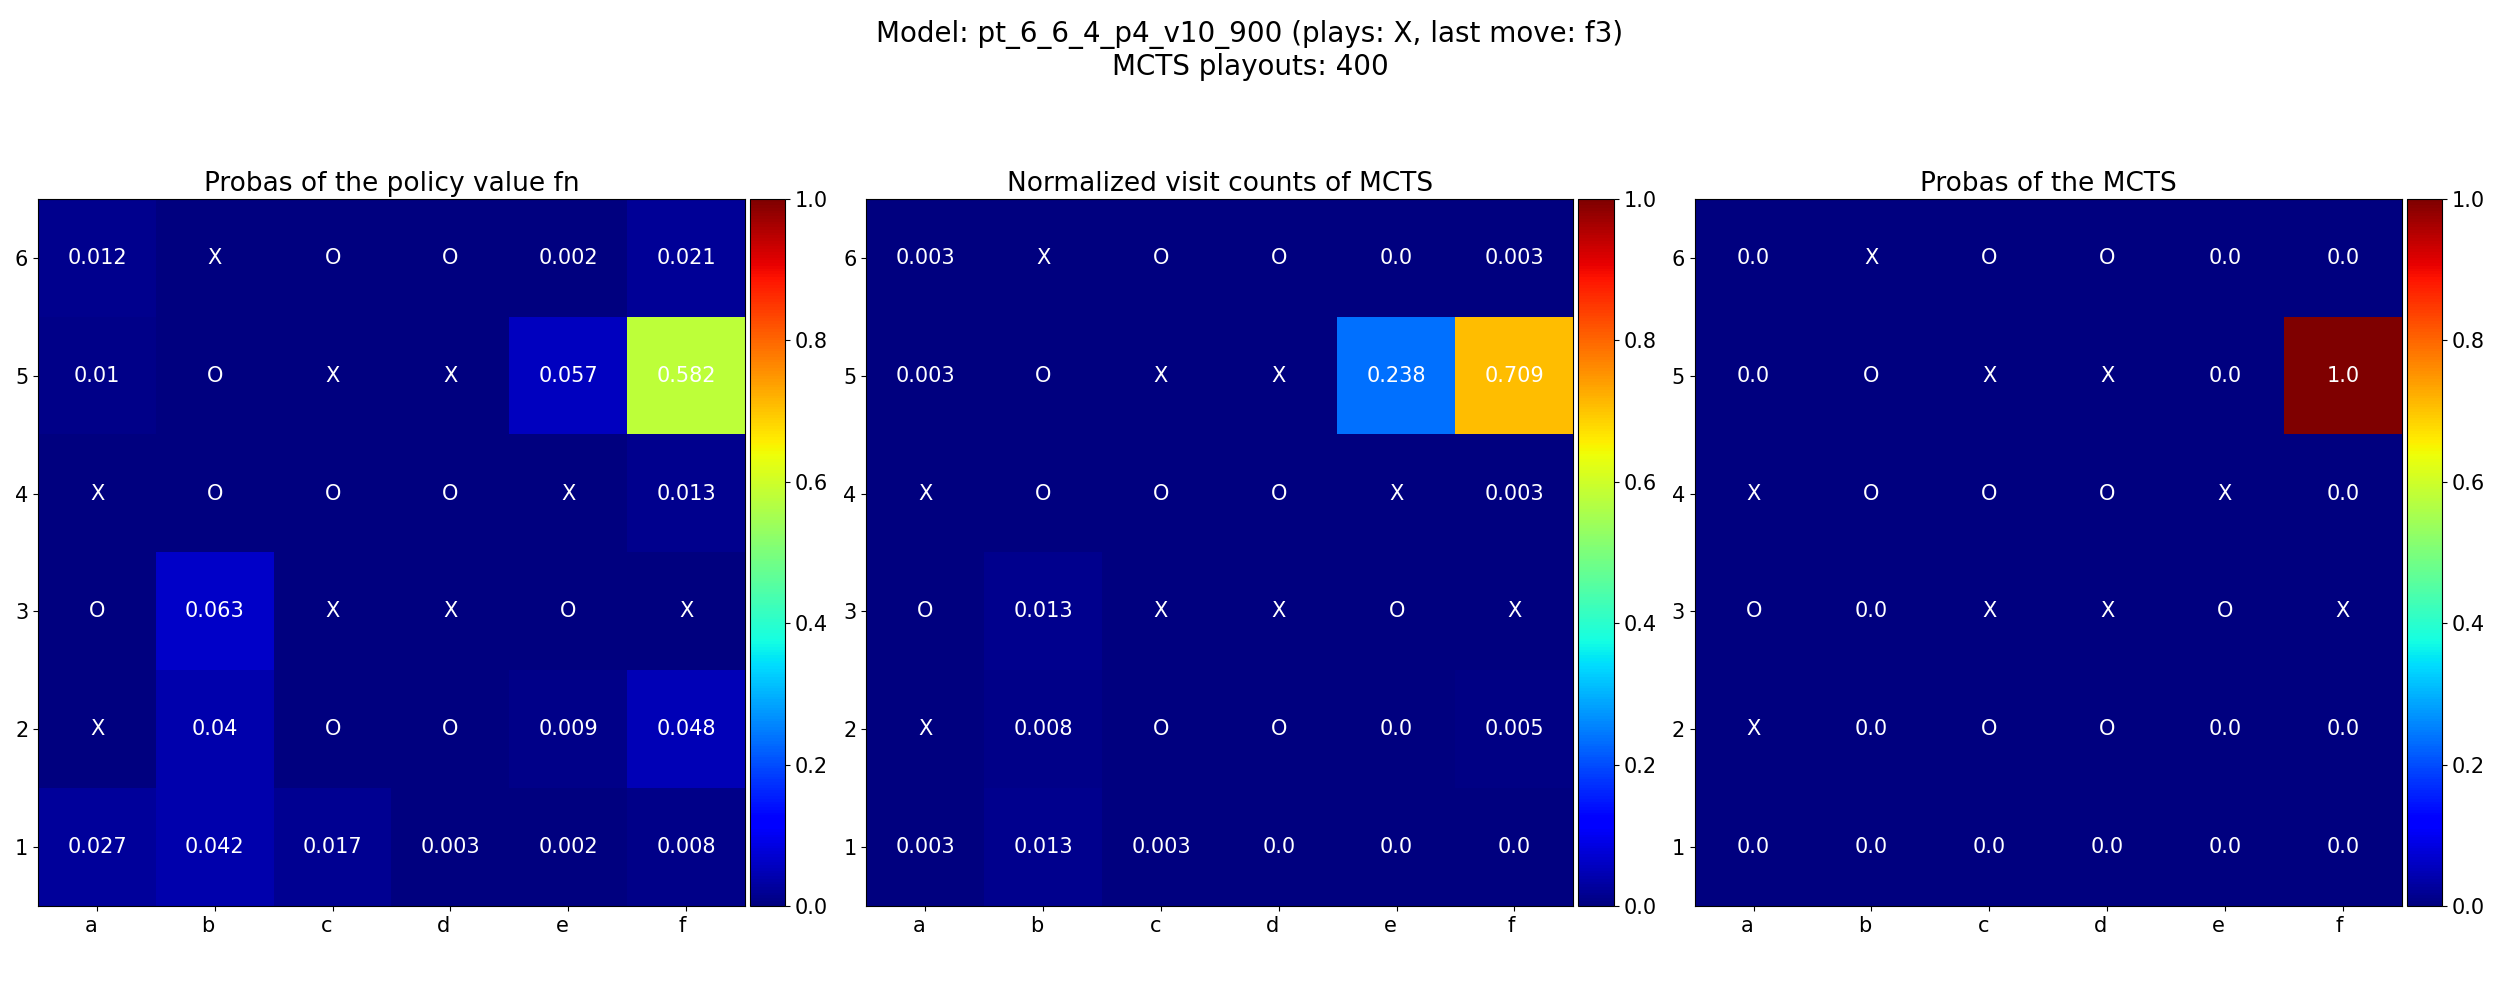 Model: pt_6_6_4_p4_v10_900 (plays: X, last move: f3)
MCTS playouts: 400
Probas of the policy value fn
6 0.012 X O O 0.002 0.021
5 0.01 O X X 0.057 0.582
4 X O O O X 0.013
3 O 0.063 X X O X
2 X 0.04 O O 0.009 0.048
1 0.027 0.042 0.017 0.003 0.002 0.008
a b c d e f
1.0
0.8
0.6
0.4
0.2
0.0
Normalized visit counts of MCTS
6 0.003 X O O 0.0 0.003
5 0.003 O X X 0.238 0.709
4 X O O O X 0.003
3 O 0.013 X X O X
2 X 0.008 O O 0.0 0.005
1 0.003 0.013 0.003 0.0 0.0 0.0
a b c d e f
1.0
0.8
0.6
0.4
0.2
0.0
Probas of the MCTS
6 0.0 X O O 0.0 0.0
5 0.0 O X X 0.0 1.0
4 X O O O X 0.0
3 O 0.0 X X O X
2 X 0.0 O O 0.0 0.0
1 0.0 0.0 0.0 0.0 0.0 0.0
a b c d e f
1.0
0.8
0.6
0.4
0.2
0.0